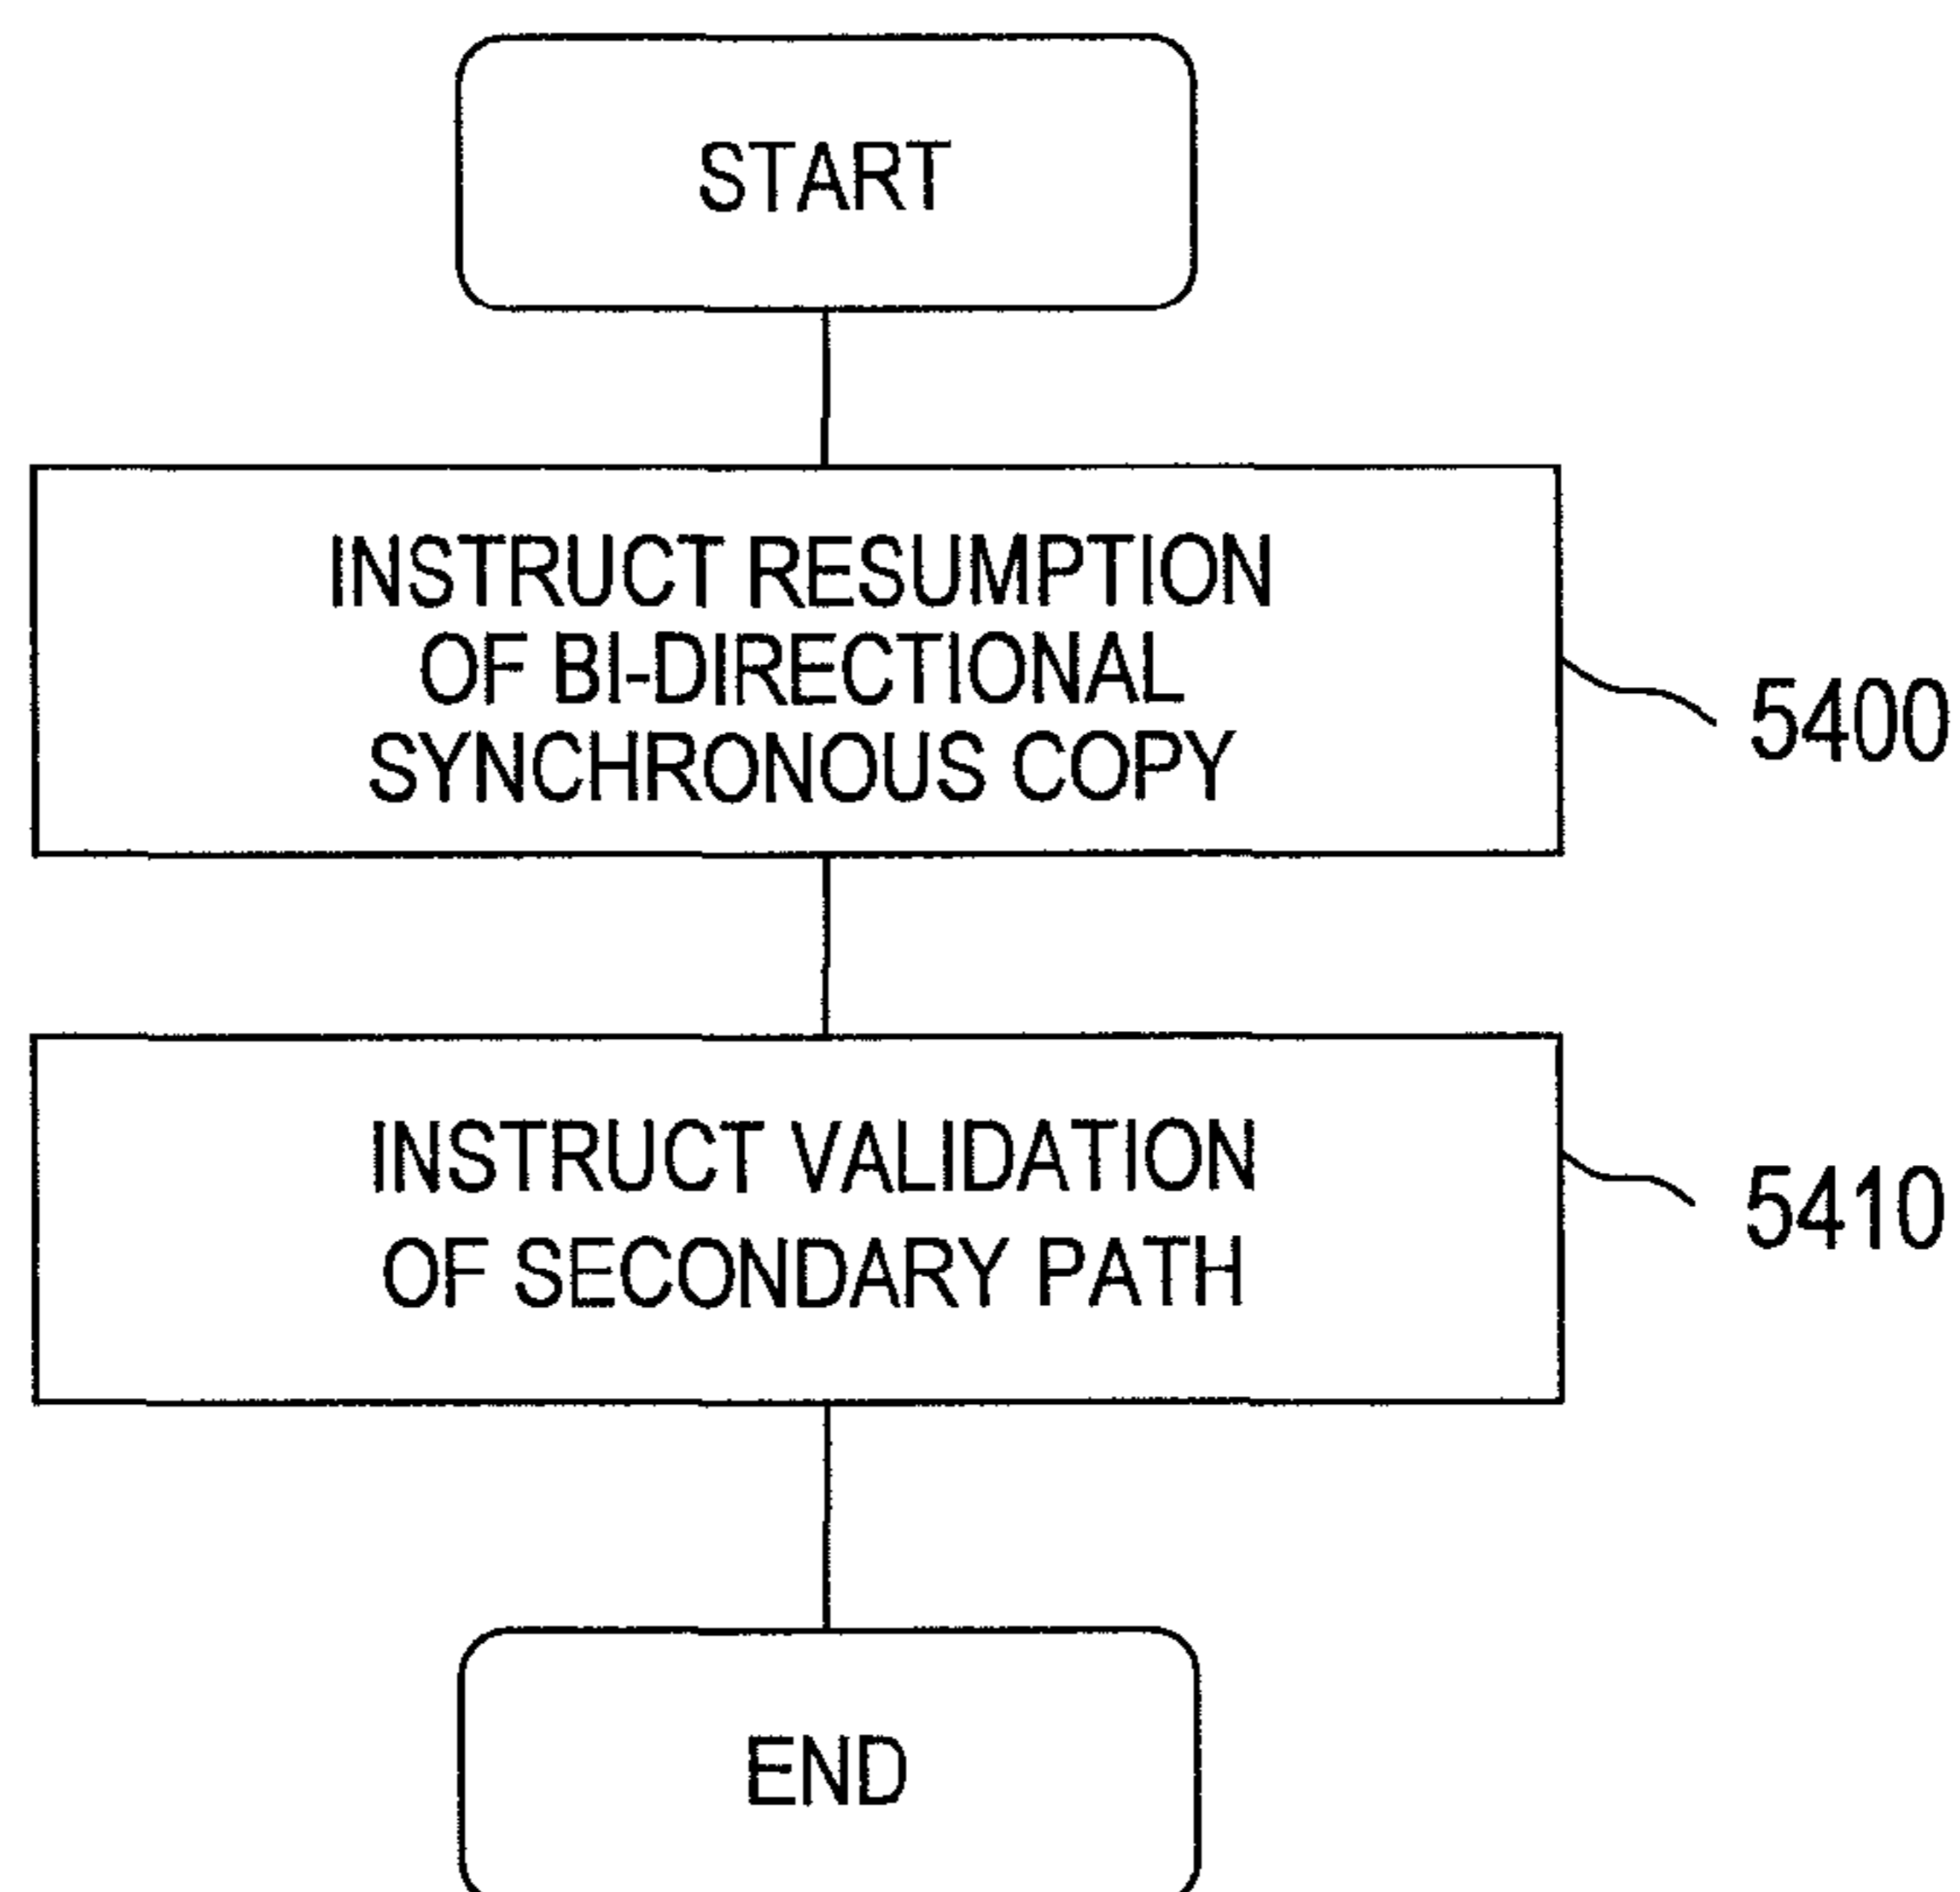 START
INSTRUCT RESUMPTION
OF BI-DIRECTIONAL
SYNCHRONOUS COPY
5400
INSTRUCT VALIDATION
OF SECONDARY PATH
5410
END